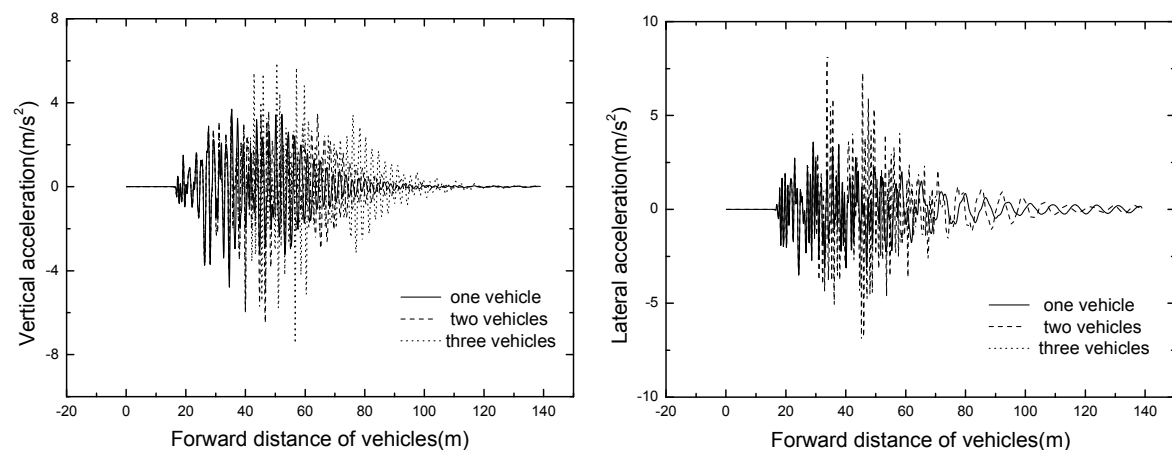 8
4
0
-4
-8
Vertical acceleration(m/s²)
one vehicle
two vehicles
three vehicles
-20 0 20 40 60 80 100 120 140
Forward distance of vehicles(m)
10
5
0
-5
-10
Lateral acceleration(m/s²)
one vehicle
two vehicles
three vehicles
-20 0 20 40 60 80 100 120 140
Forward distance of vehicles(m)